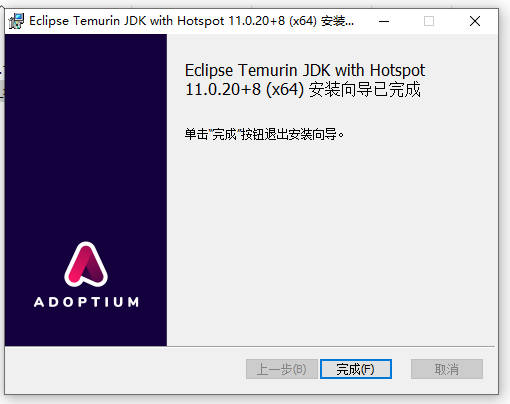 Eclipse Temurin JDK with Hotspot 11.0.20+8 (x64) 安装...
Eclipse Temurin JDK with Hotspot
11.0.20+8 (x64) 安装向导已完成
单击"完成"按钮退出安装向导。
ADOPTIUM
上一步(B)
完成(F)
取消